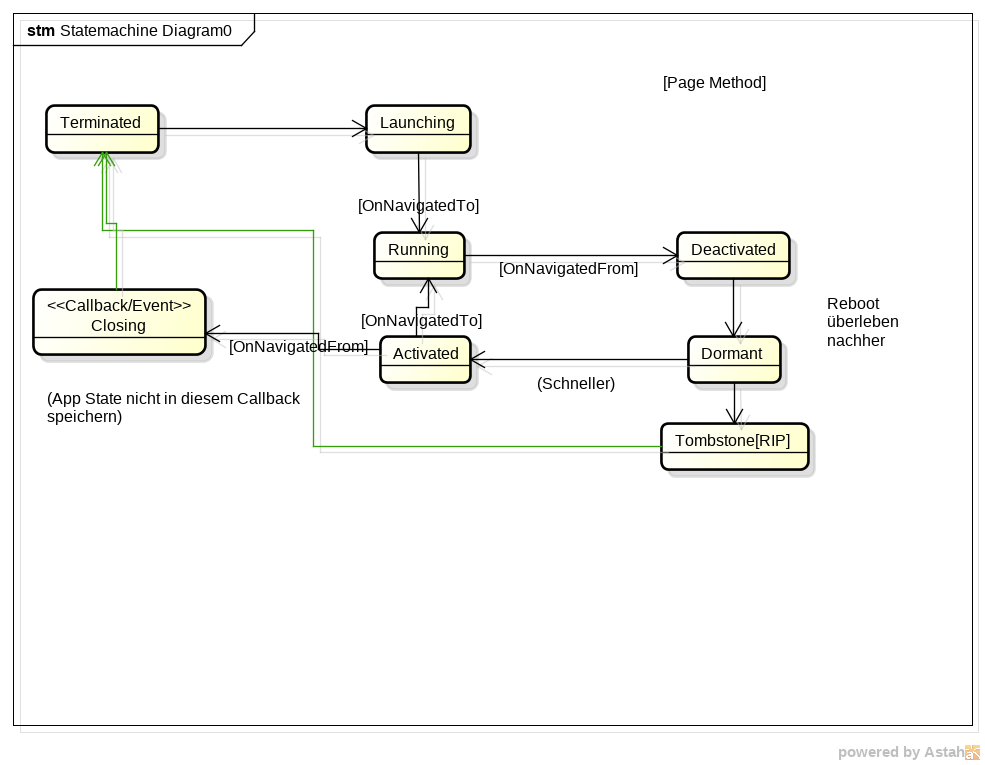 stm Statemachine Diagram0
[Page Method]
Terminated
Launching
[OnNavigatedTo]
Running
Deactivated
[OnNavigatedFrom]
<<Callback/Event>>
Closing
[OnNavigatedTo]
Reboot
überleben
nachher
[OnNavigatedFrom]
Activated
Dormant
(Schneller)
(App State nicht in diesem Callback
speichern)
Tombstone[RIP]
powered by Astah